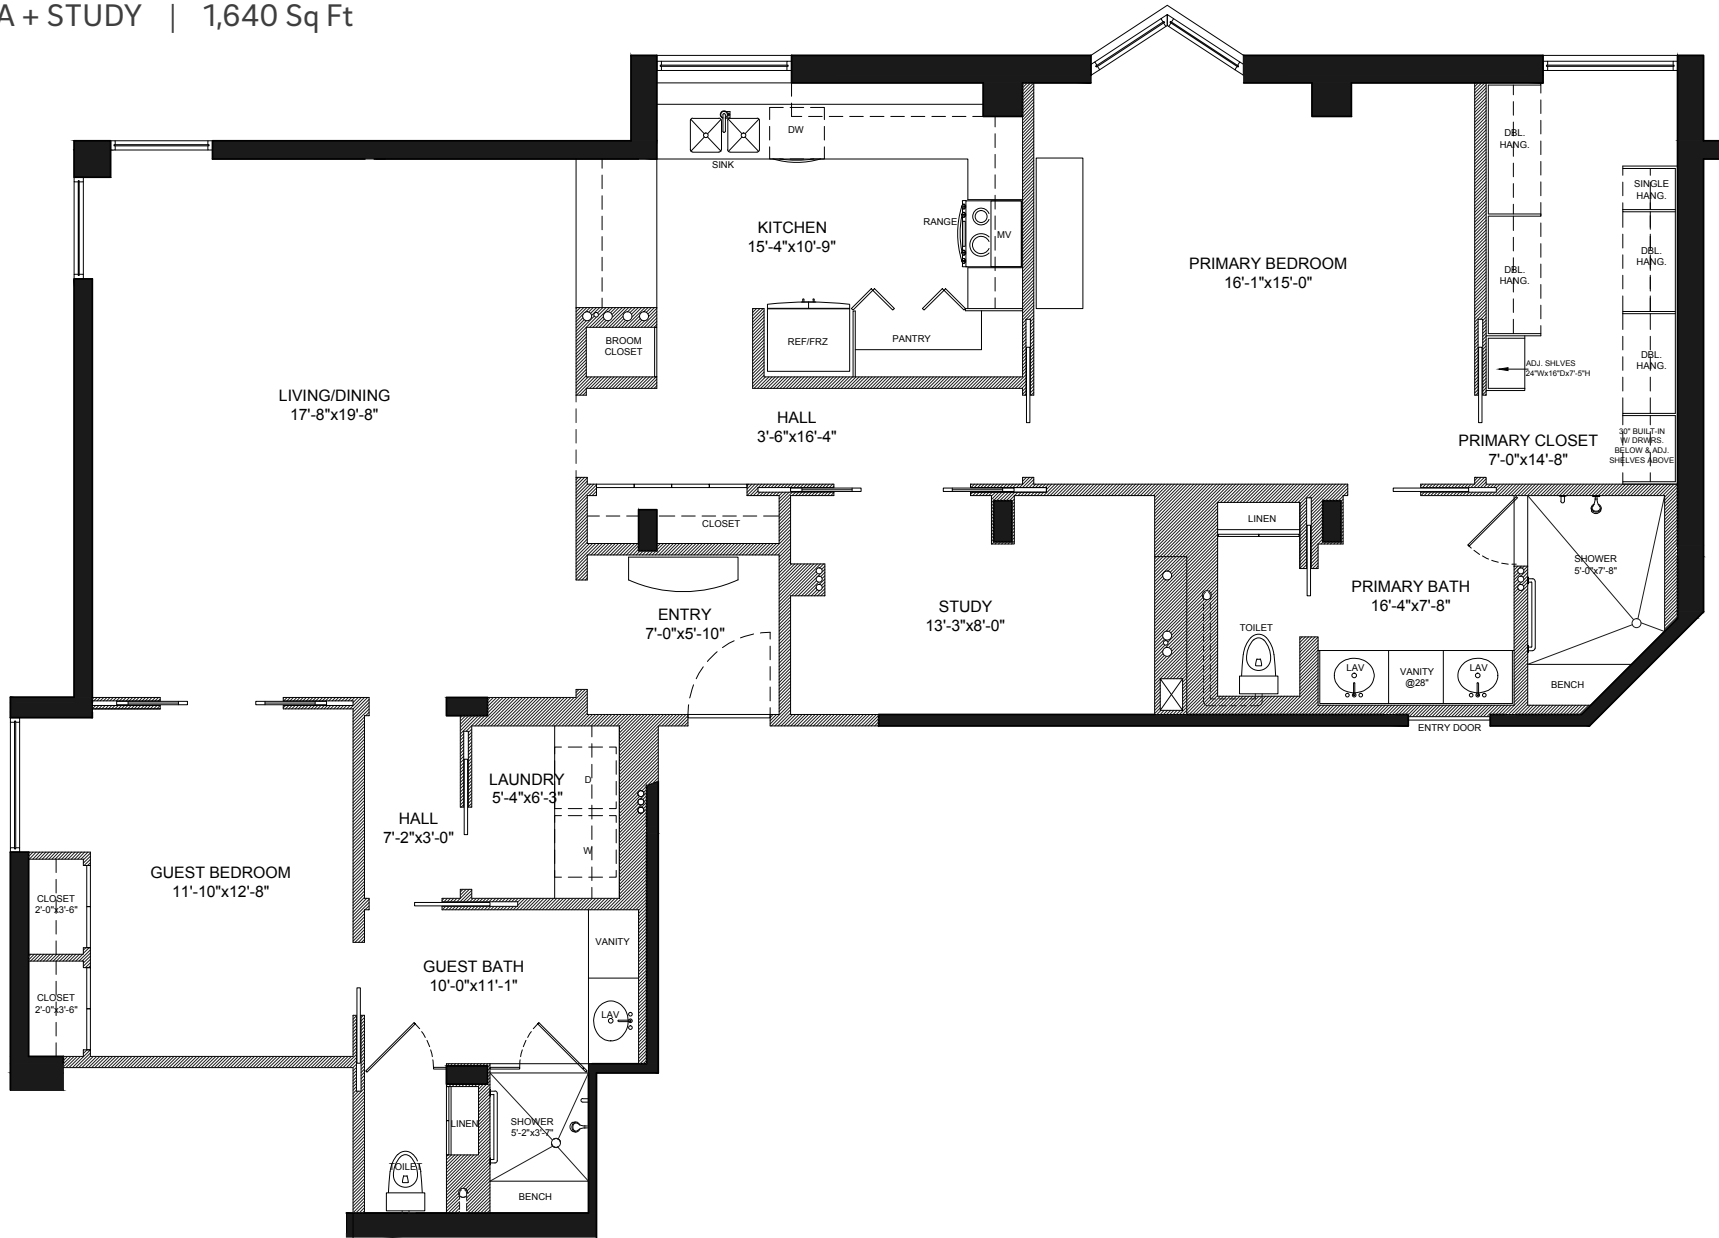 A + STUDY | 1,640 Sq Ft
DW
SINK
KITCHEN
15'-4"x10'-9"
RANGE
MV
REF/FRZ
PANTRY
BROOM
CLOSET
LIVING/DINING
17'-8"x19'-8"
HALL
3'-6"x16'-4"
PRIMARY BEDROOM
16'-1"x15'-0"
DBL.
HANG.
DBL.
HANG.
ADJ. SHLVES
24"Wx16"Dx7'-5"H
SINGLE
HANG.
DBL.
HANG.
DBL.
HANG.
30" BUILT-IN
W/ DRWRS.
BELOW & ADJ.
SHELVES ABOVE
PRIMARY CLOSET
7'-0"x14'-8"
CLOSET
ENTRY
7'-0"x5'-10"
STUDY
13'-3"x8'-0"
LINEN
TOILET
PRIMARY BATH
16'-4"x7'-8"
SHOWER
5'-0"x7'-8"
LAV
VANITY
@28"
LAV
BENCH
ENTRY DOOR
LAUNDRY
5'-4"x6'-3"
D
W
HALL
7'-2"x3'-0"
GUEST BEDROOM
11'-10"x12'-8"
CLOSET
2'-0"x3'-6"
CLOSET
2'-0"x3'-6"
GUEST BATH
10'-0"x11'-1"
VANITY
LAV
LINEN
SHOWER
5'-2"x3'-7"
TOILET
BENCH